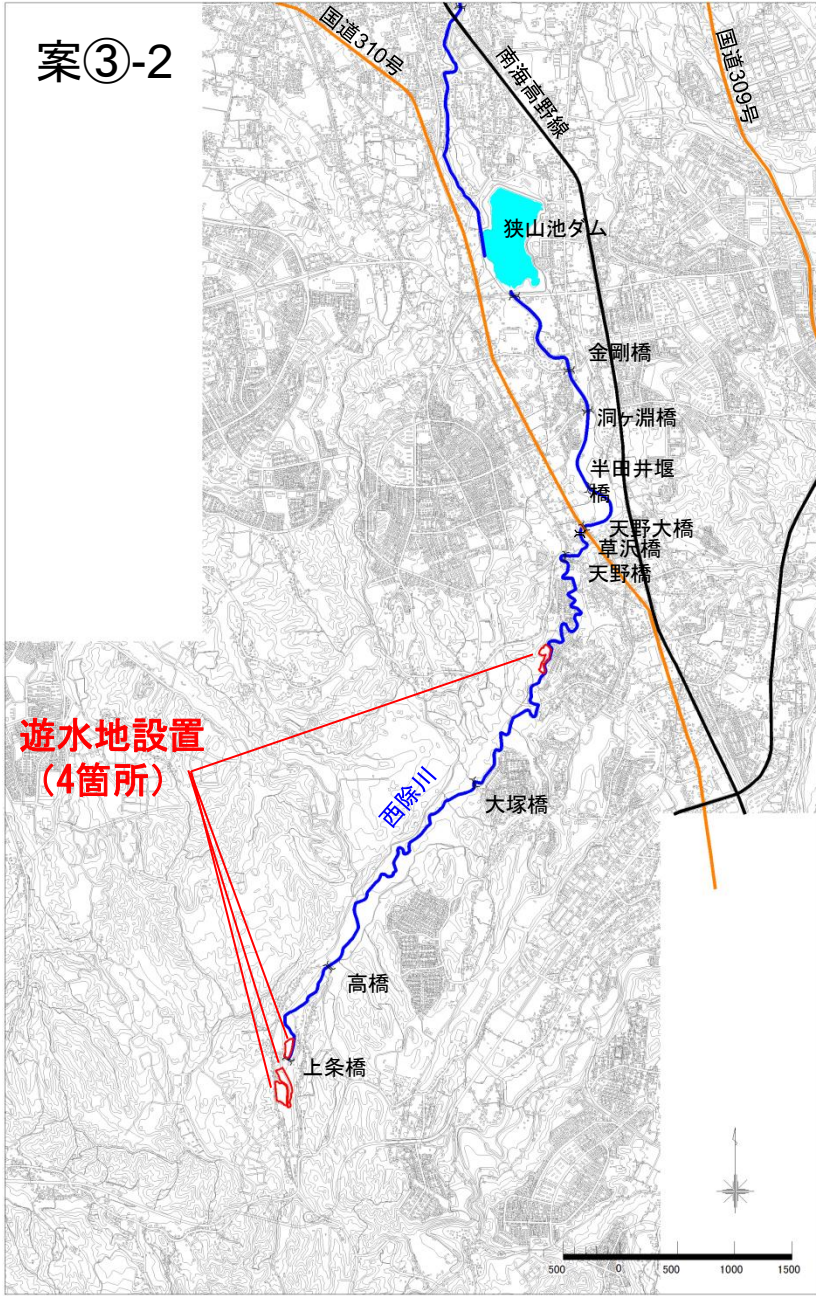 案③-2
国道310号
南海高野線
国道309号
狭山池ダム
金剛橋
洞ヶ淵橋
半田井堰
橋
天野大橋
草沢橋
天野橋
遊水地設置
（4箇所）
西除川
大塚橋
高橋
上条橋
500 0 500 1000 1500